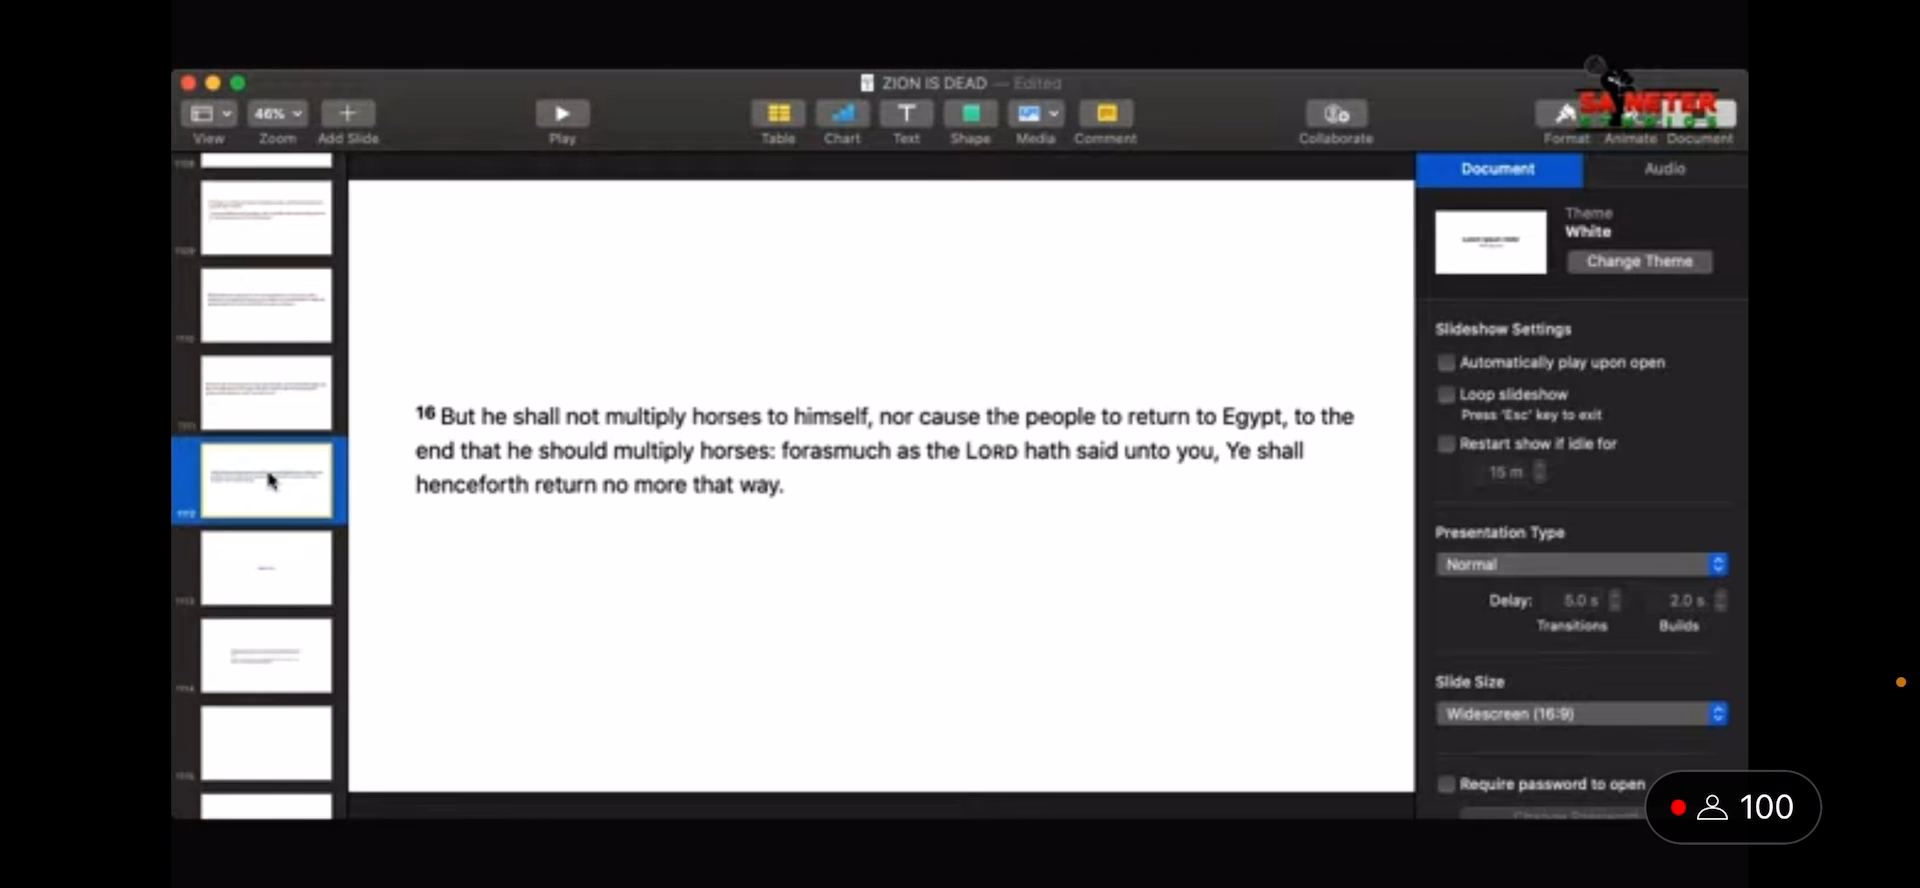 ZION IS DEAD — Edited
SANETER
STUDIOS
46%
View
Zoom
Add Slide
Play
Table
Chart
Text
Shape
Media
Comment
Collaborate
Format
Animate
Document
Document
Audio
Theme
White
Change Theme
Slideshow Settings
Automatically play upon open
Loop slideshow
Press 'Esc' key to exit
Restart show if idle for
15 m
Presentation Type
Normal
Delay: 5.0 s 2.0 s
Transitions Builds
Slide Size
Widescreen (16:9)
Require password to open
16 But he shall not multiply horses to himself, nor cause the people to return to Egypt, to the
end that he should multiply horses: forasmuch as the LORD hath said unto you, Ye shall
henceforth return no more that way.
100